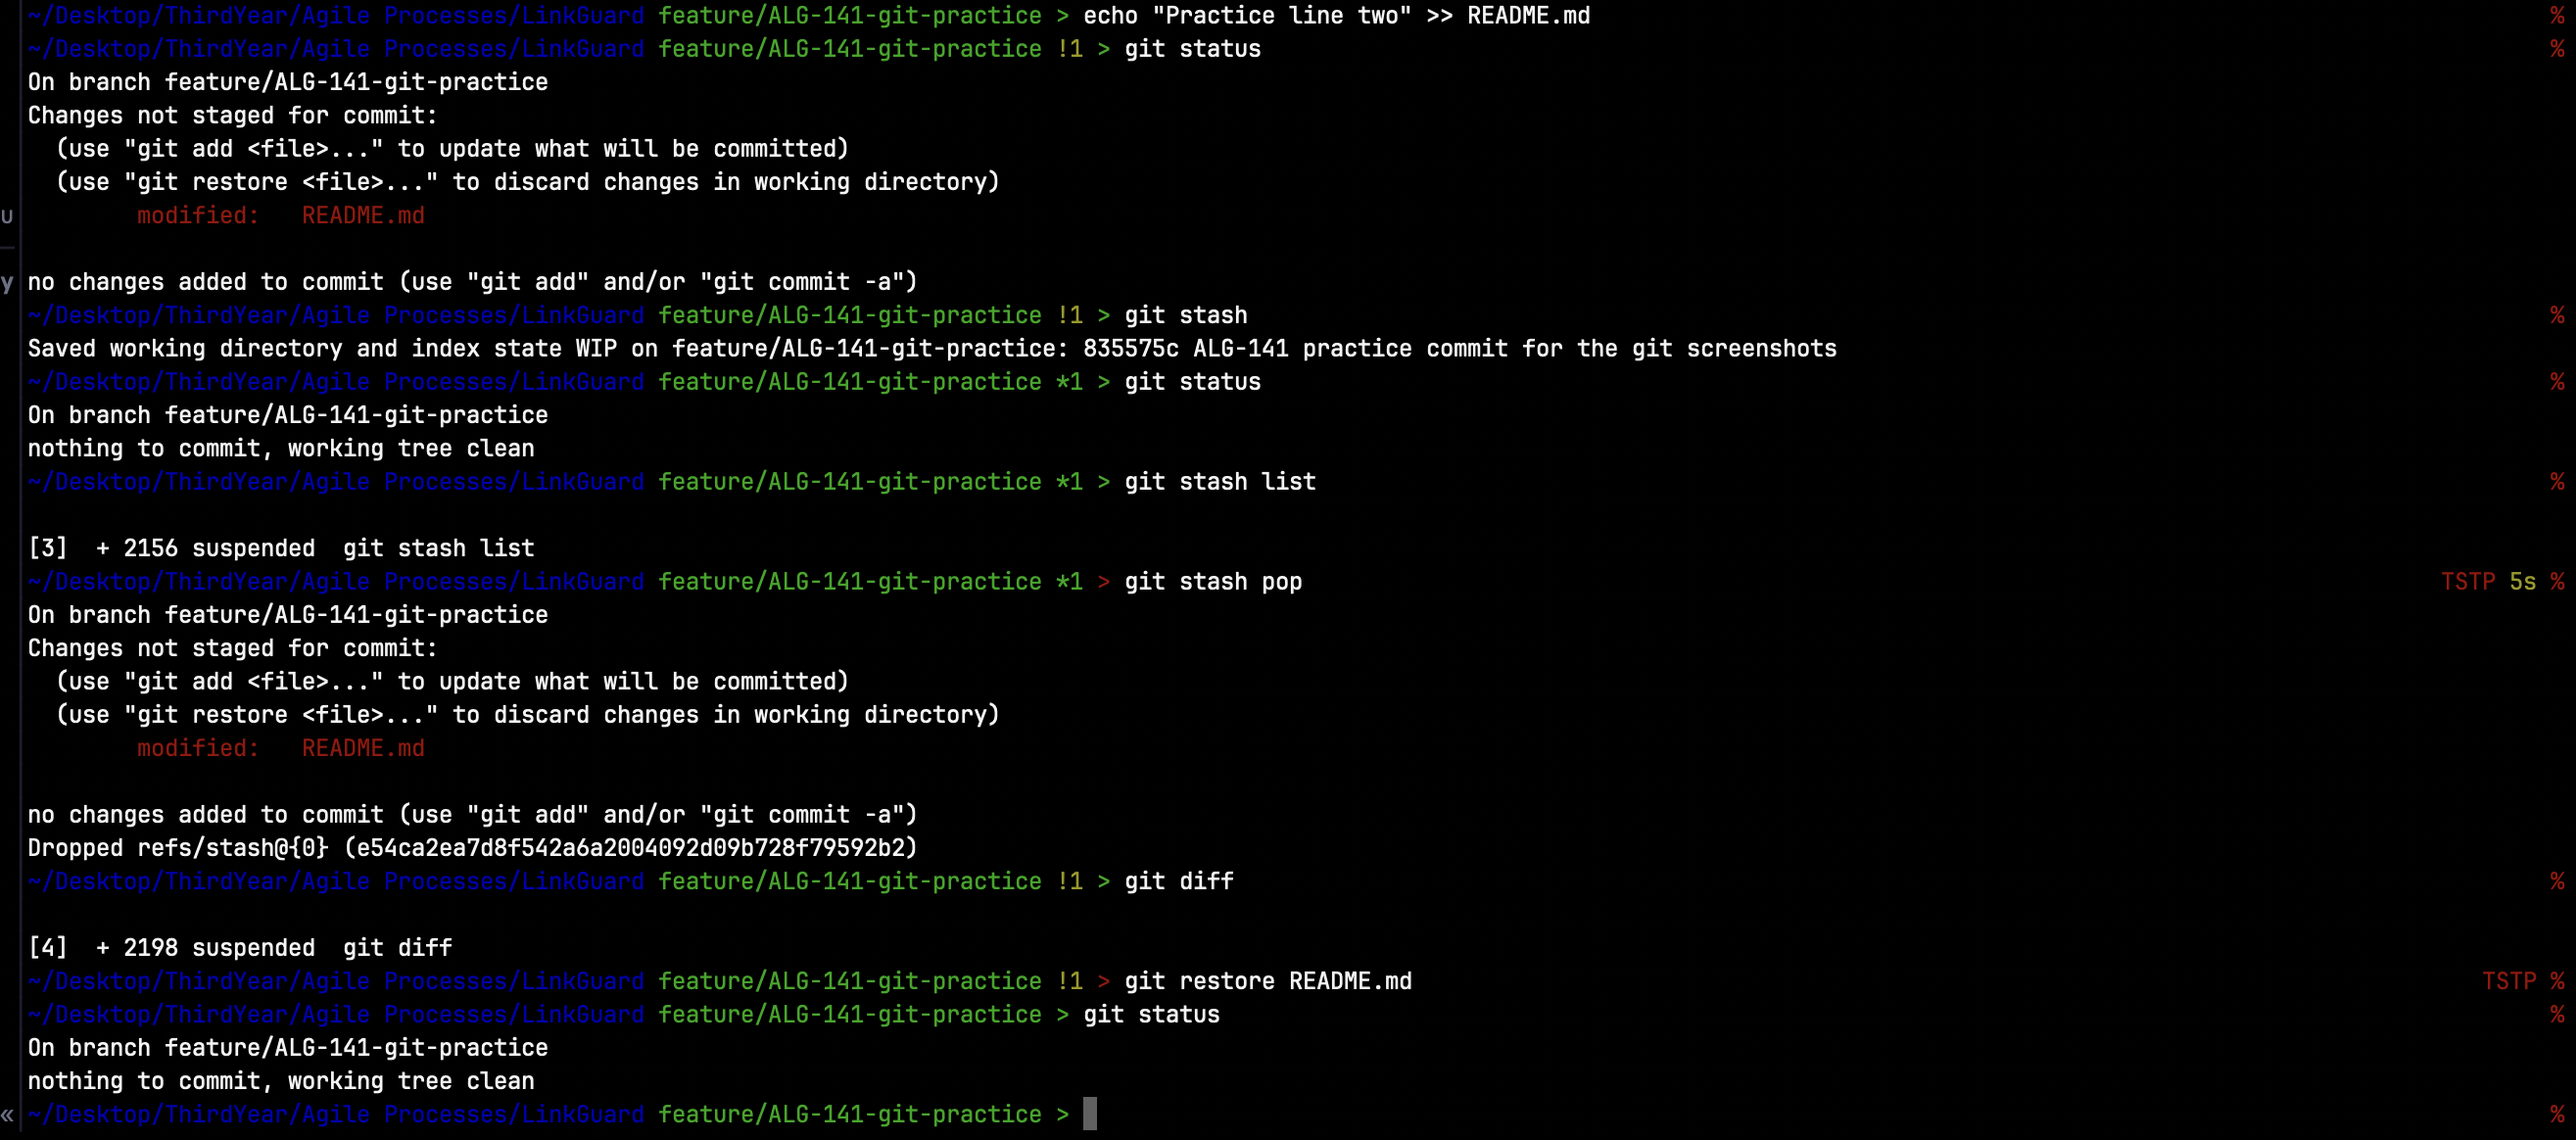 ~/Desktop/ThirdYear/Agile Processes/LinkGuard feature/ALG-141-git-practice > echo "Practice line two" >> README.md %
~/Desktop/ThirdYear/Agile Processes/LinkGuard feature/ALG-141-git-practice !1 > git status %
On branch feature/ALG-141-git-practice
Changes not staged for commit:
  (use "git add <file>..." to update what will be committed)
  (use "git restore <file>..." to discard changes in working directory)
u        modified:   README.md
y no changes added to commit (use "git add" and/or "git commit -a")
~/Desktop/ThirdYear/Agile Processes/LinkGuard feature/ALG-141-git-practice !1 > git stash %
Saved working directory and index state WIP on feature/ALG-141-git-practice: 835575c ALG-141 practice commit for the git screenshots
~/Desktop/ThirdYear/Agile Processes/LinkGuard feature/ALG-141-git-practice *1 > git status %
On branch feature/ALG-141-git-practice
nothing to commit, working tree clean
~/Desktop/ThirdYear/Agile Processes/LinkGuard feature/ALG-141-git-practice *1 > git stash list %
[3]  + 2156 suspended  git stash list
~/Desktop/ThirdYear/Agile Processes/LinkGuard feature/ALG-141-git-practice *1 > git stash pop TSTP 5s %
On branch feature/ALG-141-git-practice
Changes not staged for commit:
  (use "git add <file>..." to update what will be committed)
  (use "git restore <file>..." to discard changes in working directory)
        modified:   README.md
no changes added to commit (use "git add" and/or "git commit -a")
Dropped refs/stash@{0} (e54ca2ea7d8f542a6a2004092d09b728f79592b2)
~/Desktop/ThirdYear/Agile Processes/LinkGuard feature/ALG-141-git-practice !1 > git diff %
[4]  + 2198 suspended  git diff
~/Desktop/ThirdYear/Agile Processes/LinkGuard feature/ALG-141-git-practice !1 > git restore README.md TSTP %
~/Desktop/ThirdYear/Agile Processes/LinkGuard feature/ALG-141-git-practice > git status %
On branch feature/ALG-141-git-practice
nothing to commit, working tree clean
« ~/Desktop/ThirdYear/Agile Processes/LinkGuard feature/ALG-141-git-practice > %